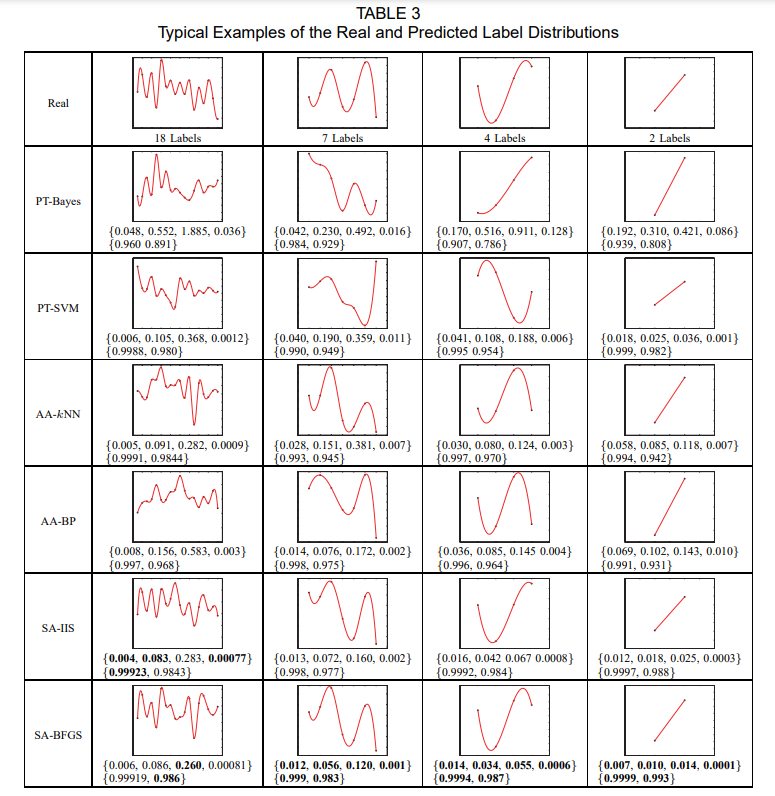 TABLE 3
Typical Examples of the Real and Predicted Label Distributions
Real
18 Labels
7 Labels
4 Labels
2 Labels
PT-Bayes
{0.048, 0.552, 1.885, 0.036}
{0.960 0.891}
{0.042, 0.230, 0.492, 0.016}
{0.984, 0.929}
{0.170, 0.516, 0.911, 0.128}
{0.907, 0.786}
{0.192, 0.310, 0.421, 0.086}
{0.939, 0.808}
PT-SVM
{0.006, 0.105, 0.368, 0.0012}
{0.9988, 0.980}
{0.040, 0.190, 0.359, 0.011}
{0.990, 0.949}
{0.041, 0.108, 0.188, 0.006}
{0.995 0.954}
{0.018, 0.025, 0.036, 0.001}
{0.999, 0.982}
AA-kNN
{0.005, 0.091, 0.282, 0.0009}
{0.9991, 0.9844}
{0.028, 0.151, 0.381, 0.007}
{0.993, 0.945}
{0.030, 0.080, 0.124, 0.003}
{0.997, 0.970}
{0.058, 0.085, 0.118, 0.007}
{0.994, 0.942}
AA-BP
{0.008, 0.156, 0.583, 0.003}
{0.997, 0.968}
{0.014, 0.076, 0.172, 0.002}
{0.998, 0.975}
{0.036, 0.085, 0.145 0.004}
{0.996, 0.964}
{0.069, 0.102, 0.143, 0.010}
{0.991, 0.931}
SA-IIS
{0.004, 0.083, 0.283, 0.00077}
{0.99923, 0.9843}
{0.013, 0.072, 0.160, 0.002}
{0.998, 0.977}
{0.016, 0.042 0.067 0.0008}
{0.9992, 0.984}
{0.012, 0.018, 0.025, 0.0003}
{0.9997, 0.988}
SA-BFGS
{0.006, 0.086, 0.260, 0.00081}
{0.99919, 0.986}
{0.012, 0.056, 0.120, 0.001}
{0.999, 0.983}
{0.014, 0.034, 0.055, 0.0006}
{0.9994, 0.987}
{0.007, 0.010, 0.014, 0.0001}
{0.9999, 0.993}